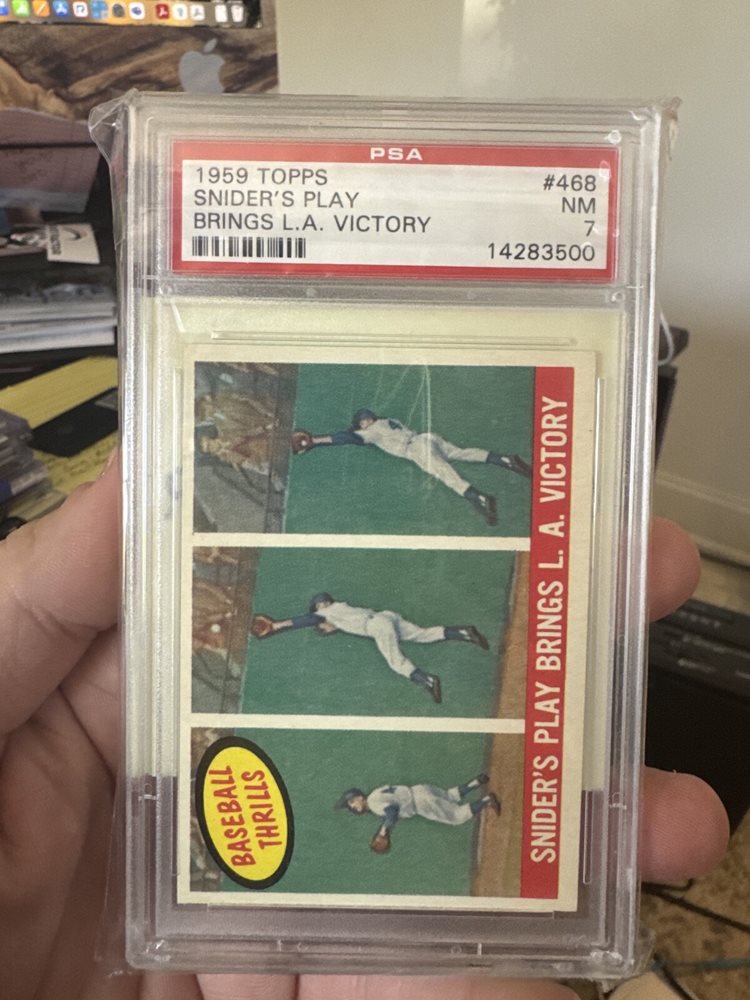 PSA
1959 TOPPS
#468
SNIDER'S PLAY
NM
BRINGS L.A. VICTORY
7
14283500
SNIDER'S PLAY BRINGS L. A. VICTORY
BASEBALL
THRILLS